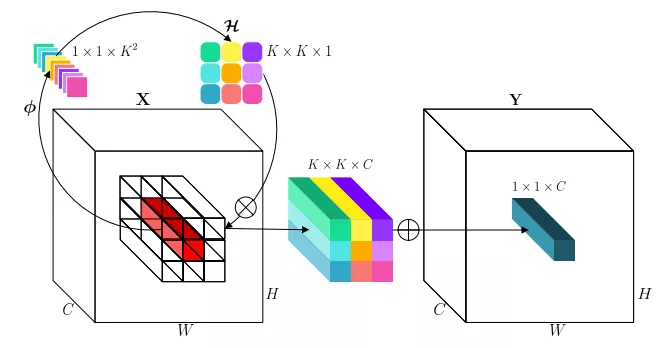 𝓗
1 × 1 × K²
K × K × 1
ϕ
X
Y
K × K × C
1 × 1 × C
H
H
C
C
W
W